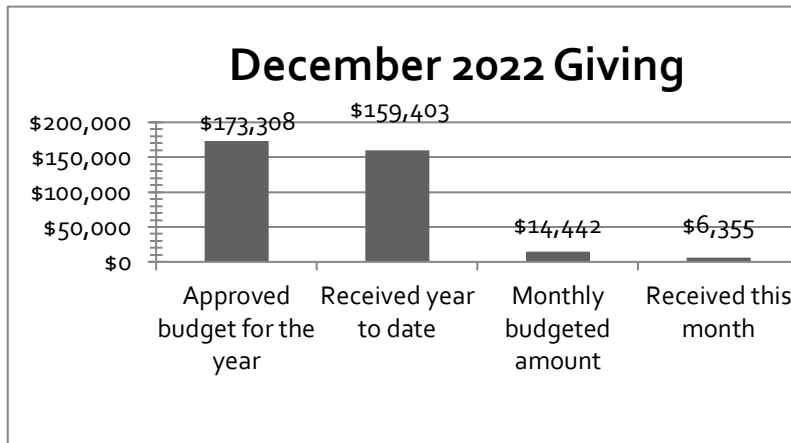 December 2022 Giving
$200,000
$150,000
$100,000
$50,000
$0
$173,308
$159,403
$14,442
$6,355
Approved
budget for the
year
Received year
to date
Monthly
budgeted
amount
Received this
month